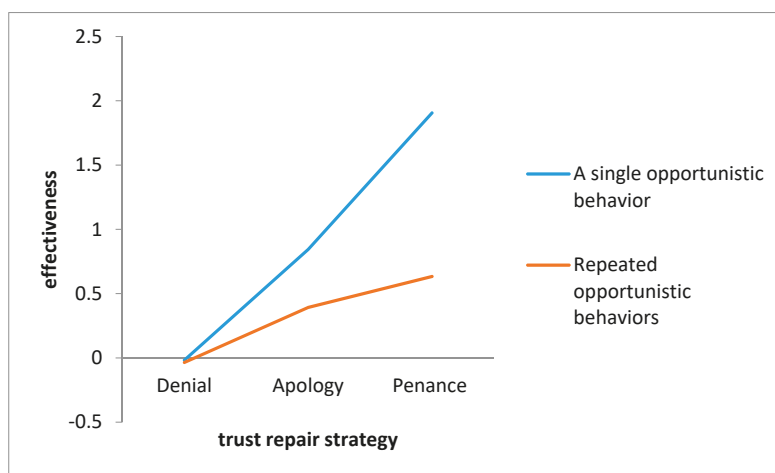 2.5
2
1.5
1
0.5
0
-0.5
effectiveness
Denial
Apology
Penance
trust repair strategy
A single opportunistic
behavior
Repeated
opportunistic
behaviors